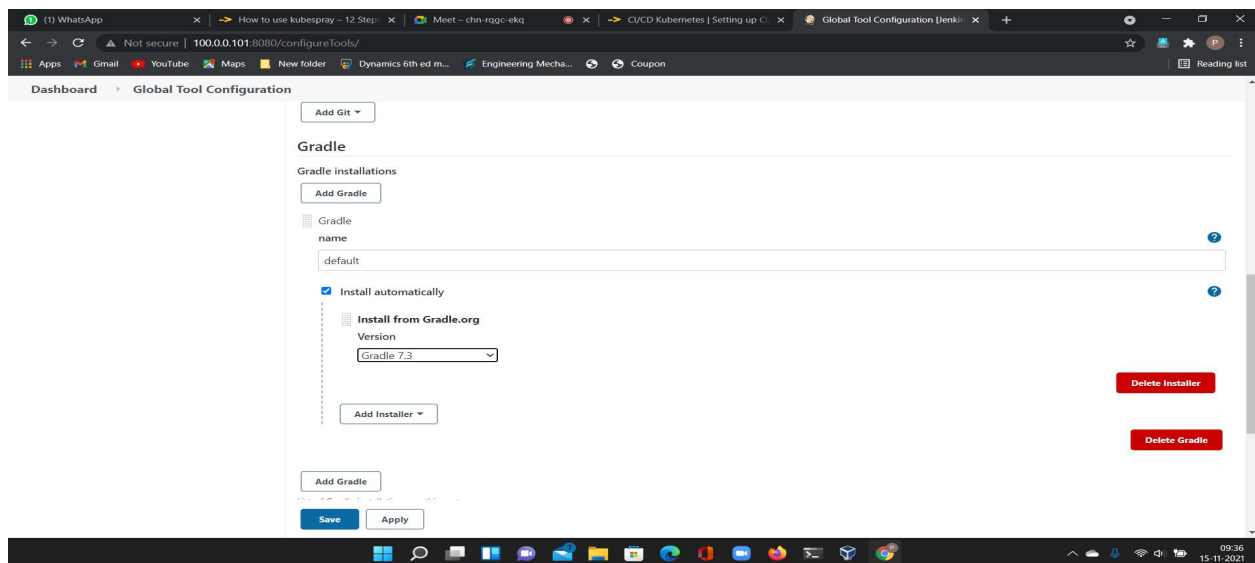 (1) WhatsApp
-> How to use kubespray – 12 Steps
Meet – chn-rqgc-ekq
-> CI/CD Kubernetes | Setting up CI
Global Tool Configuration [Jenkin
Not secure | 100.0.0.101:8080/configureTools/
P
Apps
Gmail
YouTube
Maps
New folder
Dynamics 6th ed m...
Engineering Mecha...
Coupon
Reading list
Dashboard
Global Tool Configuration
Add Git
Gradle
Gradle installations
Add Gradle
Gradle
name
?
default
Install automatically
?
Install from Gradle.org
Version
Gradle 7.3
Delete Installer
Add Installer
Delete Gradle
Add Gradle
Save
Apply
09:36
15-11-2021